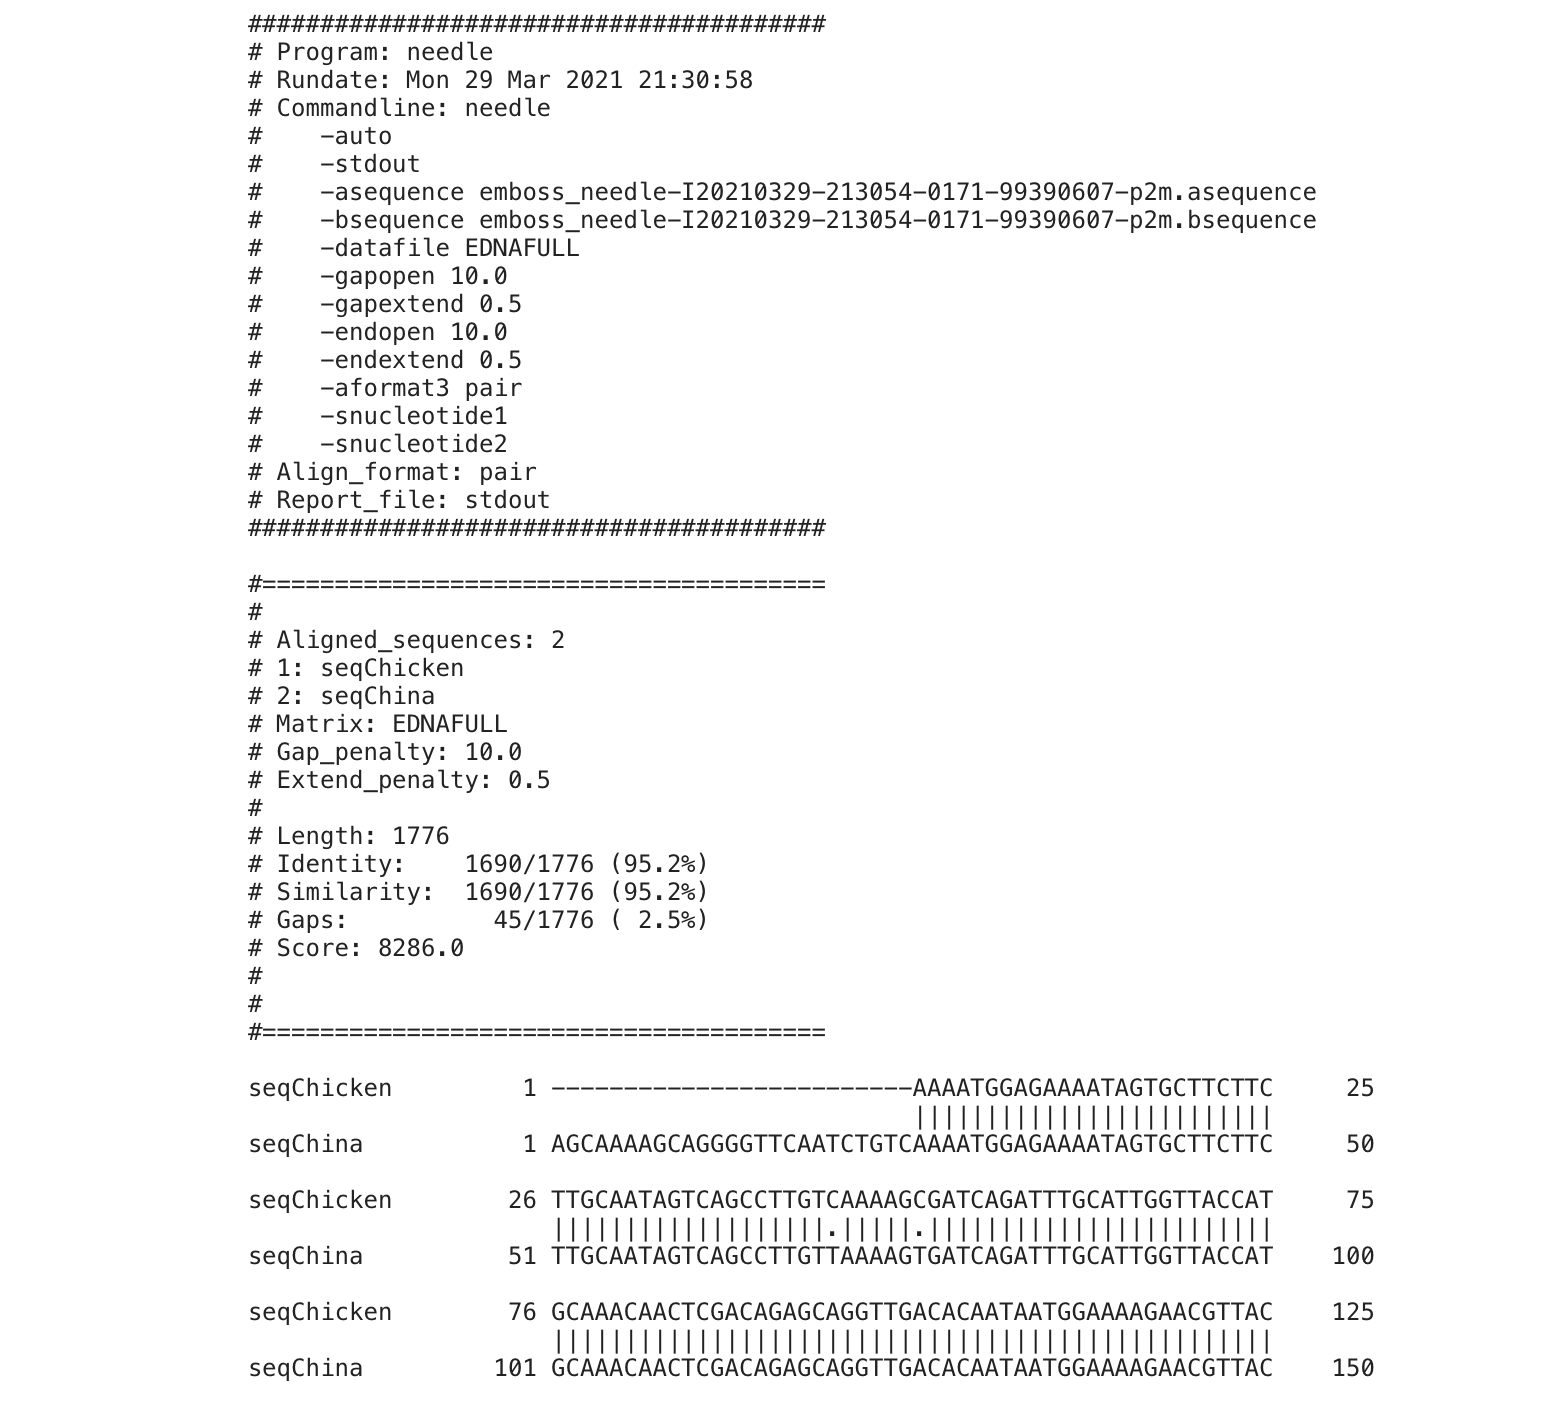 ########################################
# Program: needle
# Rundate: Mon 29 Mar 2021 21:30:58
# Commandline: needle
#    -auto
#    -stdout
#    -asequence emboss_needle-I20210329-213054-0171-99390607-p2m.asequence
#    -bsequence emboss_needle-I20210329-213054-0171-99390607-p2m.bsequence
#    -datafile EDNAFULL
#    -gapopen 10.0
#    -gapextend 0.5
#    -endopen 10.0
#    -endextend 0.5
#    -aformat3 pair
#    -snucleotide1
#    -snucleotide2
# Align_format: pair
# Report_file: stdout
########################################

#=======================================
#
# Aligned_sequences: 2
# 1: seqChicken
# 2: seqChina
# Matrix: EDNAFULL
# Gap_penalty: 10.0
# Extend_penalty: 0.5
#
# Length: 1776
# Identity:    1690/1776 (95.2%)
# Similarity:  1690/1776 (95.2%)
# Gaps:          45/1776 ( 2.5%)
# Score: 8286.0
#
#
#=======================================

seqChicken         1 -------------------------AAAATGGAGAAAATAGTGCTTCTTC     25
                                              |||||||||||||||||||||||||
seqChina           1 AGCAAAAGCAGGGGTTCAATCTGTCAAAATGGAGAAAATAGTGCTTCTTC     50

seqChicken        26 TTGCAATAGTCAGCCTTGTCAAAAGCGATCAGATTTGCATTGGTTACCAT     75
                     |||||||||||||||||||.|||||.||||||||||||||||||||||||
seqChina          51 TTGCAATAGTCAGCCTTGTTAAAAGTGATCAGATTTGCATTGGTTACCAT    100

seqChicken        76 GCAAACAACTCGACAGAGCAGGTTGACACAATAATGGAAAAGAACGTTAC    125
                     ||||||||||||||||||||||||||||||||||||||||||||||||||
seqChina         101 GCAAACAACTCGACAGAGCAGGTTGACACAATAATGGAAAAGAACGTTAC    150